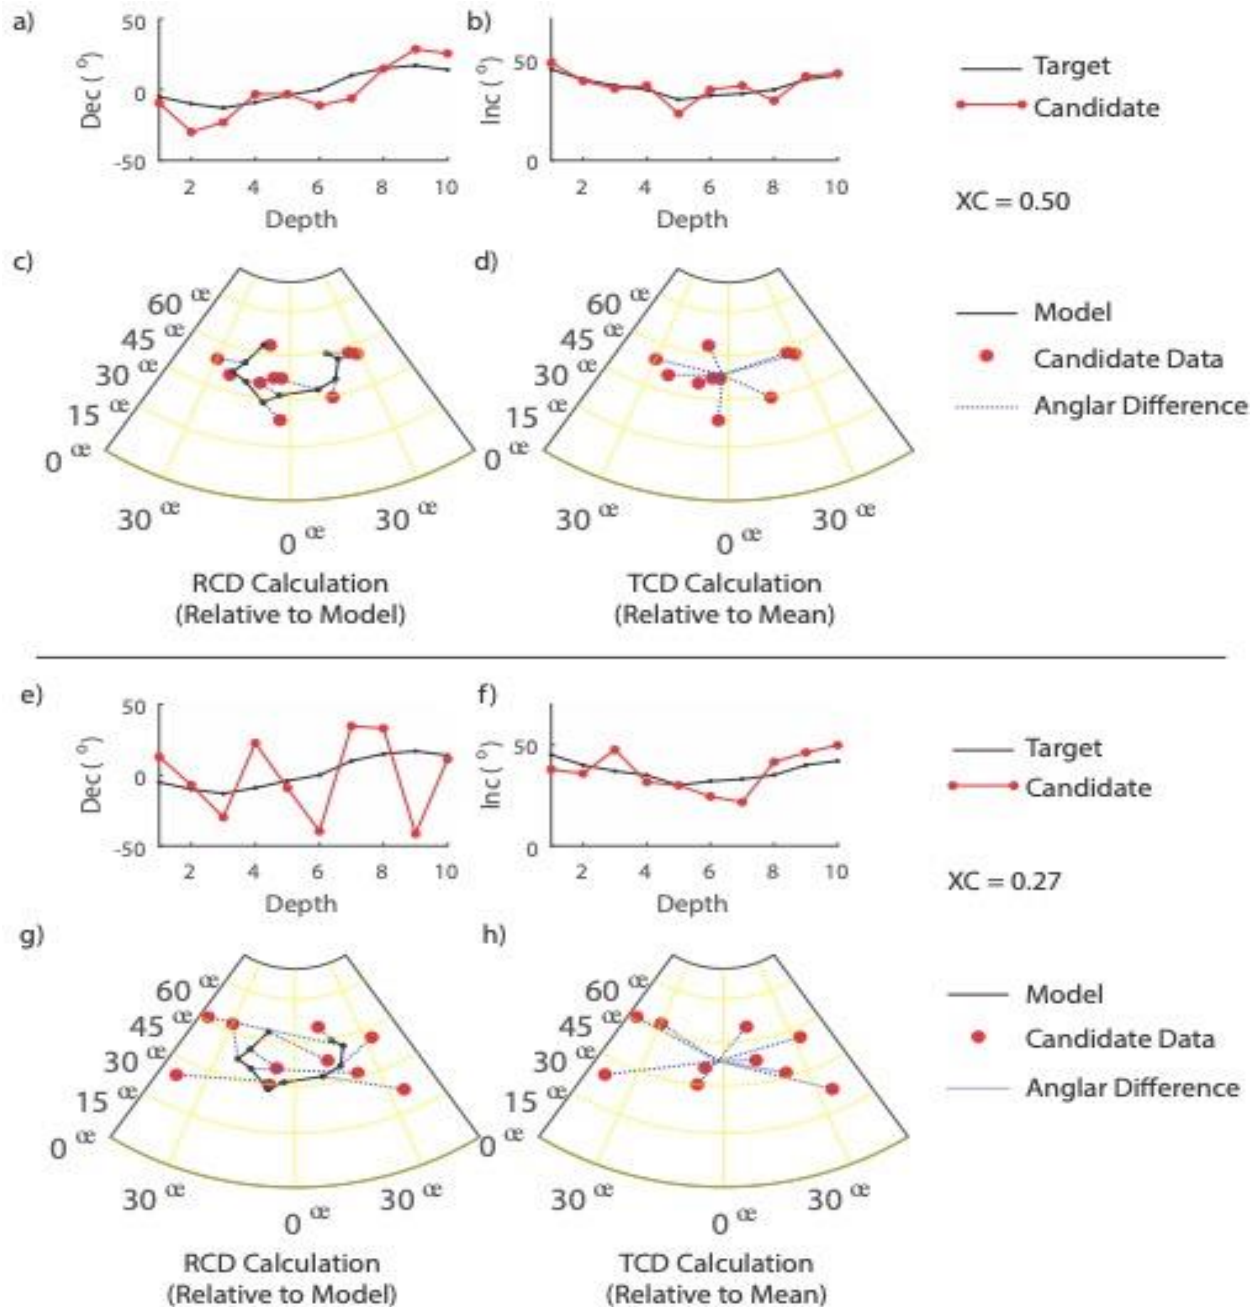 a)
50
0
-50
Dec ( º)
2 4 6 8 10
Depth
b)
50
0
Inc ( º)
2 4 6 8 10
Depth
Target
Candidate
XC = 0.50
c)
60 œ
45 œ
30 œ
15 œ
0 œ
30 œ
0 œ
30 œ
RCD Calculation
(Relative to Model)
d)
60 œ
45 œ
30 œ
15 œ
0 œ
30 œ
0 œ
30 œ
TCD Calculation
(Relative to Mean)
Model
Candidate Data
Anglar Difference
e)
50
0
-50
Dec ( º)
2 4 6 8 10
Depth
f)
50
0
Inc ( º)
2 4 6 8 10
Depth
Target
Candidate
XC = 0.27
g)
60 œ
45 œ
30 œ
15 œ
0 œ
30 œ
0 œ
30 œ
RCD Calculation
(Relative to Model)
h)
60 œ
45 œ
30 œ
15 œ
0 œ
30 œ
0 œ
30 œ
TCD Calculation
(Relative to Mean)
Model
Candidate Data
Anglar Difference